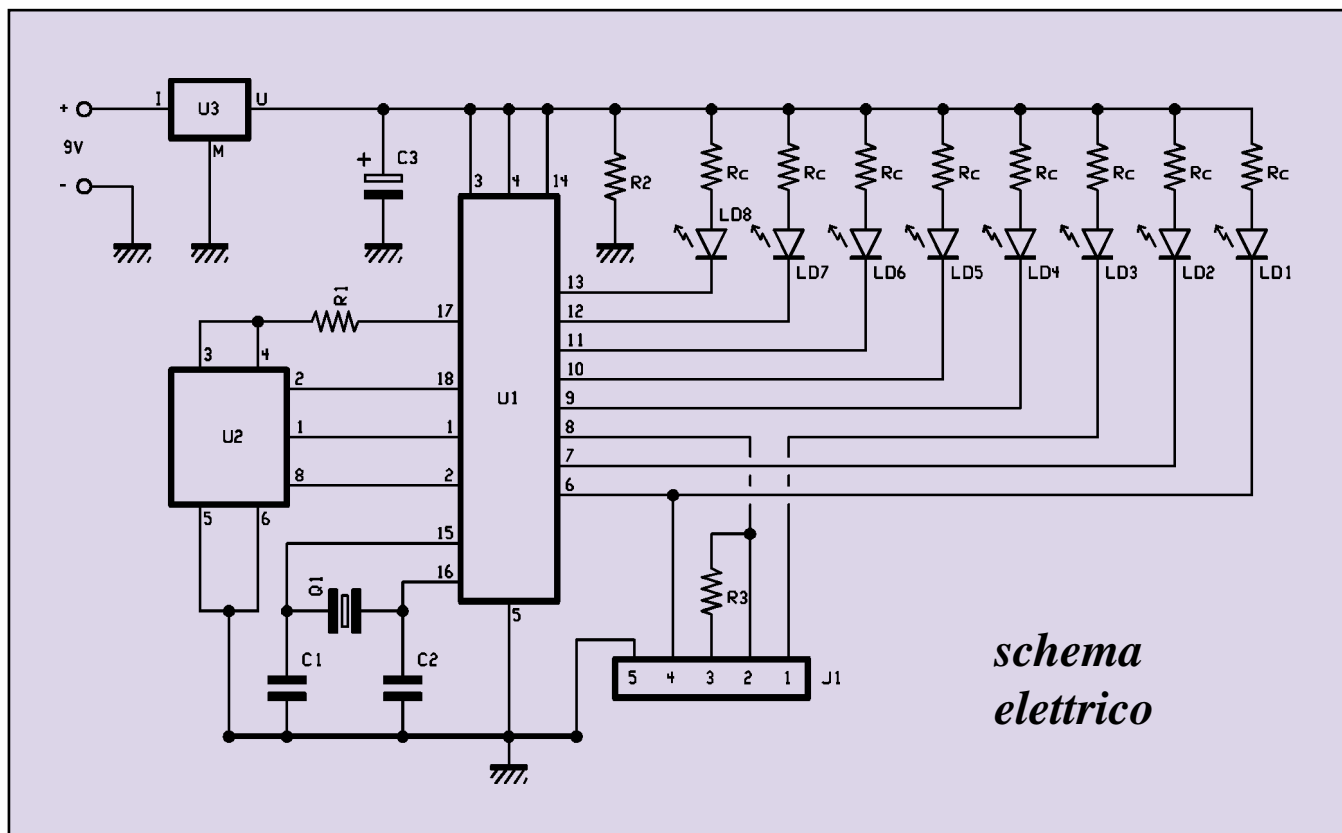 I U3 U
+
9V
M
-
+ C3
3 4 14
R2
Rc Rc Rc Rc Rc Rc Rc Rc
LD8
LD7 LD6 LD5 LD4 LD3 LD2 LD1
R1 17 13
12
11
3 4 10
2 18 9
U1
U2 1 1 8
7
8 2 6
5 6 15
16
Q1
5
R3
C1 C2
5 4 3 2 1 J1
schema
elettrico